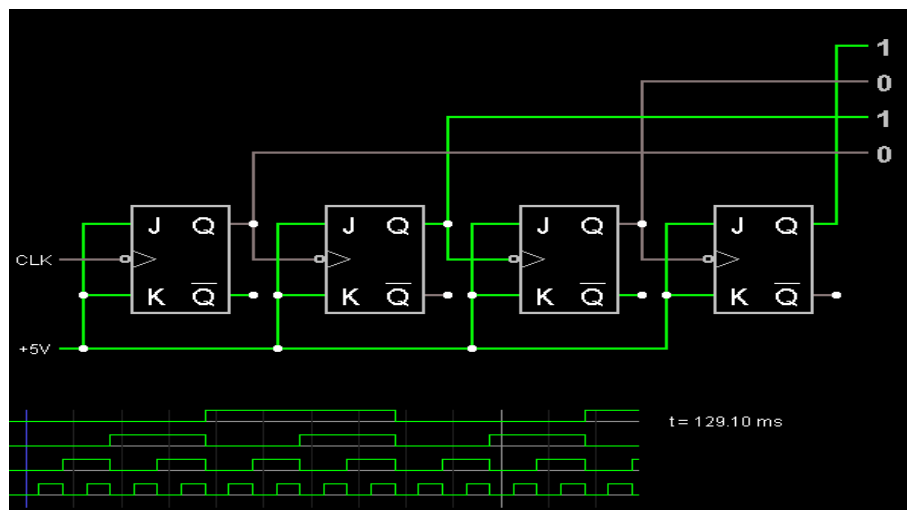 1
0
1
0
J Q J Q J Q J Q
CLK
K Q̅ K Q̅ K Q̅ K Q̅
+5V
t = 129.10 ms